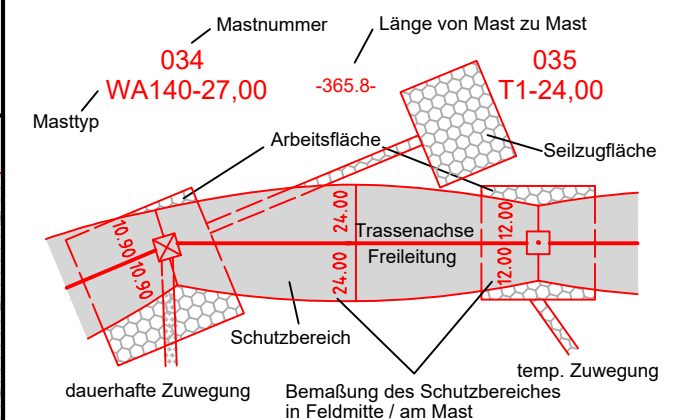 Mastnummer
Länge von Mast zu Mast
034
035
WA140-27,00
-365.8-
T1-24,00
Masttyp
Arbeitsfläche
Seilzugfläche
10.90
10.90
24.00
24.00
12.00
12.00
Trassenachse
Freileitung
Schutzbereich
dauerhafte Zuwegung
temp. Zuwegung
Bemaßung des Schutzbereiches
in Feldmitte / am Mast